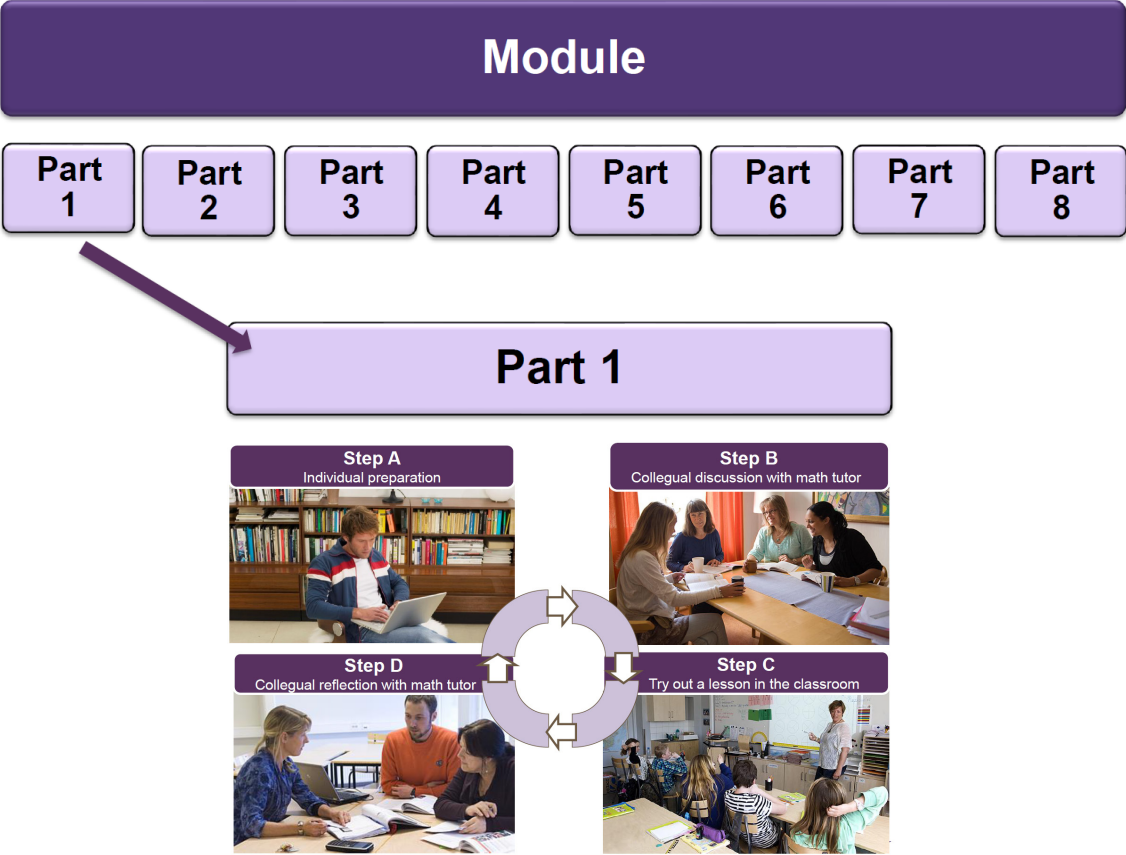 Module
Part
1
Part
2
Part
3
Part
4
Part
5
Part
6
Part
7
Part
8
Part 1
Step A
Individual preparation
Step B
Collegual discussion with math tutor
Step D
Collegual reflection with math tutor
Step C
Try out a lesson in the classroom